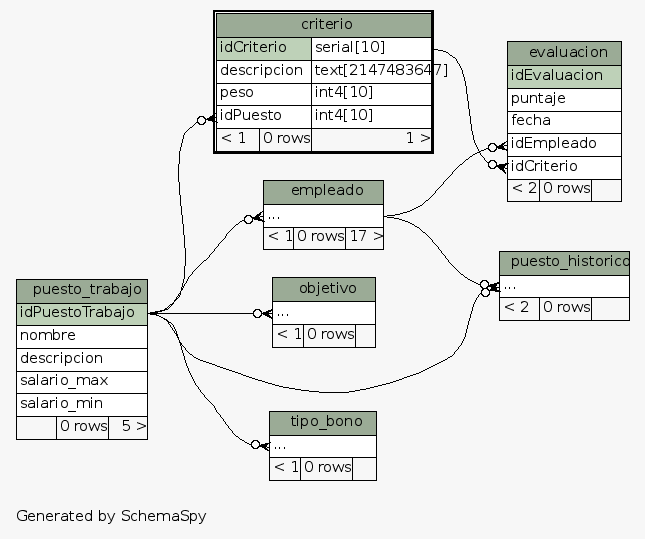 criterio
idCriterio serial[10]
descripcion text[2147483647]
peso int4[10]
idPuesto int4[10]
< 1 0 rows 1 >
evaluacion
idEvaluacion
puntaje
fecha
idEmpleado
idCriterio
< 2 0 rows
empleado
...
< 1 0 rows 17 >
puesto_historico
...
< 2 0 rows
puesto_trabajo
idPuestoTrabajo
nombre
descripcion
salario_max
salario_min
0 rows 5 >
objetivo
...
< 1 0 rows
tipo_bono
...
< 1 0 rows
Generated by SchemaSpy